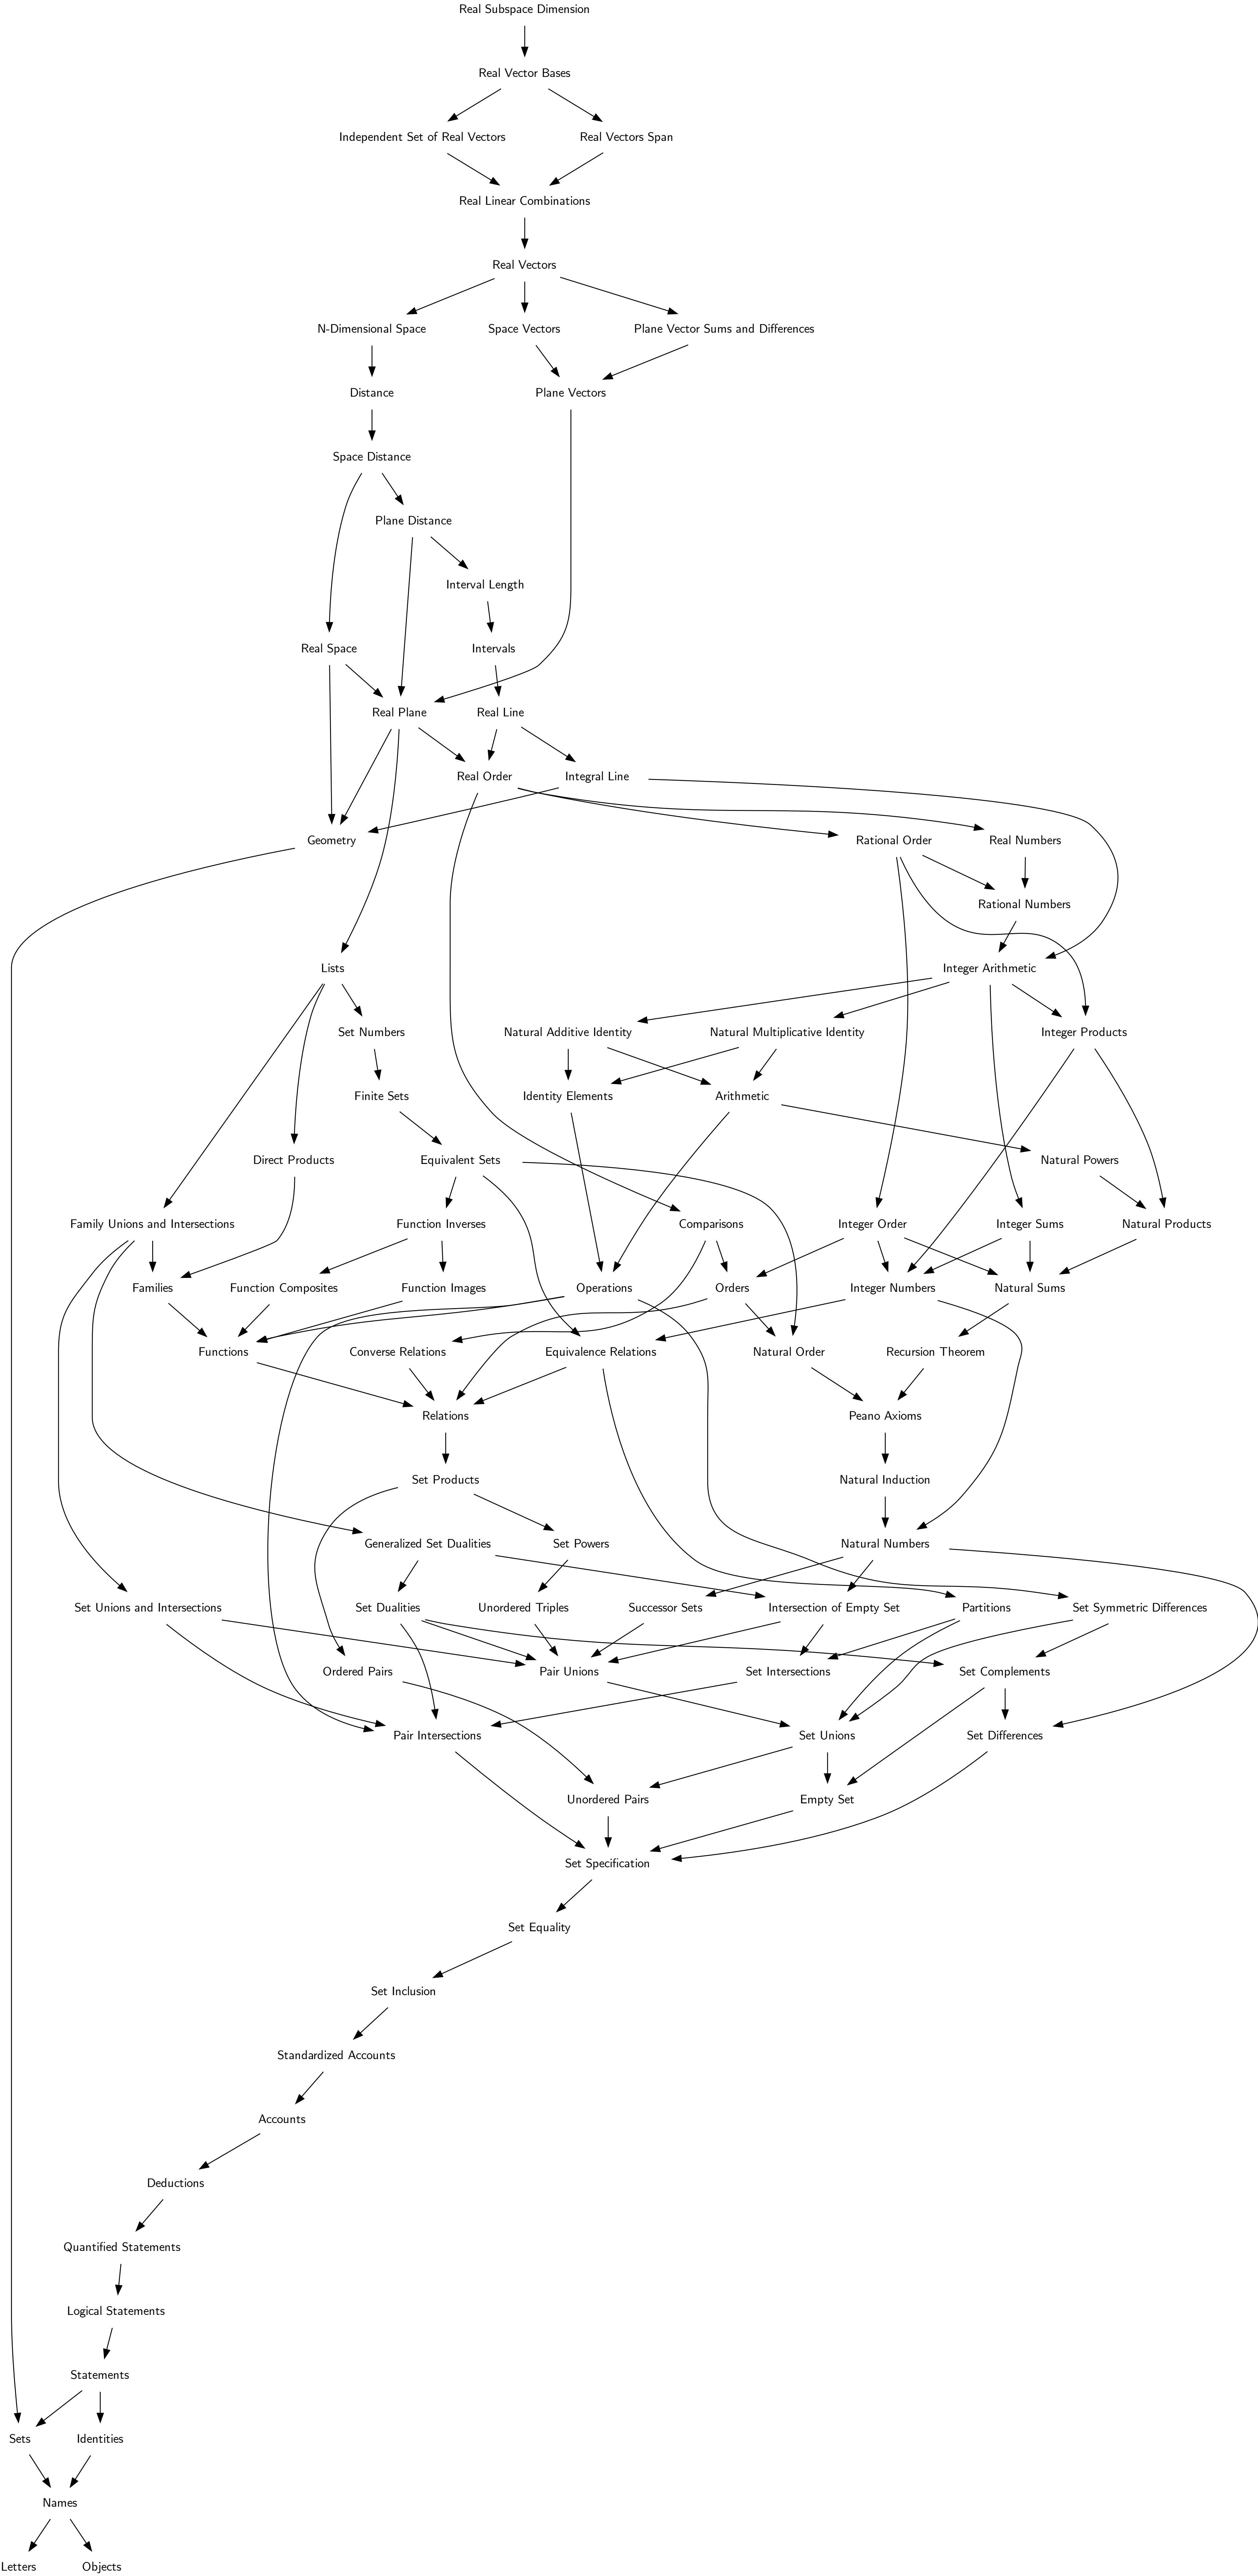 Real Subspace Dimension
Real Vector Bases
Independent Set of Real Vectors
Real Vectors Span
Real Linear Combinations
Real Vectors
N-Dimensional Space
Space Vectors
Plane Vector Sums and Differences
Distance
Plane Vectors
Space Distance
Plane Distance
Interval Length
Real Space
Intervals
Real Plane
Real Line
Real Order
Integral Line
Geometry
Rational Order
Real Numbers
Rational Numbers
Lists
Integer Arithmetic
Set Numbers
Natural Additive Identity
Natural Multiplicative Identity
Integer Products
Finite Sets
Identity Elements
Arithmetic
Direct Products
Equivalent Sets
Natural Powers
Family Unions and Intersections
Function Inverses
Comparisons
Integer Order
Integer Sums
Natural Products
Families
Function Composites
Function Images
Operations
Orders
Integer Numbers
Natural Sums
Functions
Converse Relations
Equivalence Relations
Natural Order
Recursion Theorem
Relations
Peano Axioms
Set Products
Natural Induction
Generalized Set Dualities
Set Powers
Natural Numbers
Set Unions and Intersections
Set Dualities
Unordered Triples
Successor Sets
Intersection of Empty Set
Partitions
Set Symmetric Differences
Ordered Pairs
Pair Unions
Set Intersections
Set Complements
Pair Intersections
Set Unions
Set Differences
Unordered Pairs
Empty Set
Set Specification
Set Equality
Set Inclusion
Standardized Accounts
Accounts
Deductions
Quantified Statements
Logical Statements
Statements
Sets
Identities
Names
Letters
Objects